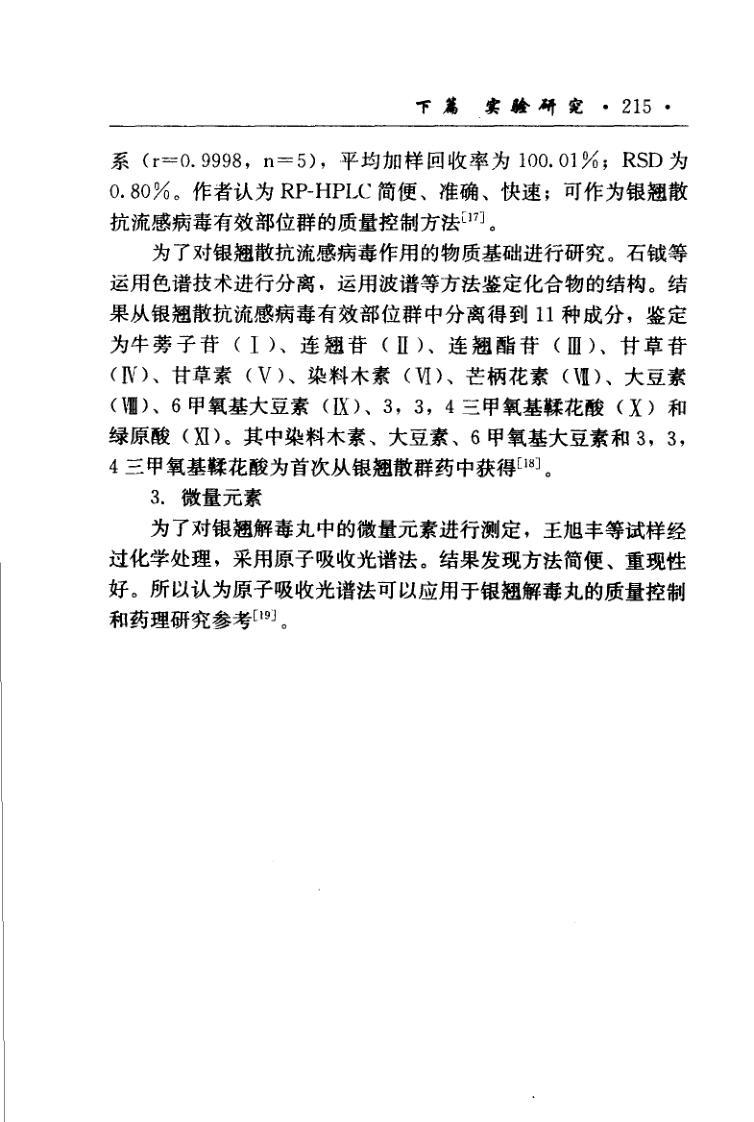 下篇 实验研究 · 215 ·
系（r=0.9998，n=5），平均加样回收率为 100.01%；RSD 为
0.80%。作者认为 RP-HPLC 简便、准确、快速；可作为银翘散
抗流感病毒有效部位群的质量控制方法[17]。
为了对银翘散抗流感病毒作用的物质基础进行研究。石钺等
运用色谱技术进行分离，运用波谱等方法鉴定化合物的结构。结
果从银翘散抗流感病毒有效部位群中分离得到 11 种成分，鉴定
为牛蒡子苷（Ⅰ）、连翘苷（Ⅱ）、连翘酯苷（Ⅲ）、甘草苷
（Ⅳ）、甘草素（Ⅴ）、染料木素（Ⅵ）、芒柄花素（Ⅶ）、大豆素
（Ⅷ）、6 甲氧基大豆素（Ⅸ）、3，3，4 三甲氧基鞣花酸（Ⅹ）和
绿原酸（Ⅺ）。其中染料木素、大豆素、6 甲氧基大豆素和 3，3，
4 三甲氧基鞣花酸为首次从银翘散群药中获得[18]。
3. 微量元素
为了对银翘解毒丸中的微量元素进行测定，王旭丰等试样经
过化学处理，采用原子吸收光谱法。结果发现方法简便、重现性
好。所以认为原子吸收光谱法可以应用于银翘解毒丸的质量控制
和药理研究参考[19]。